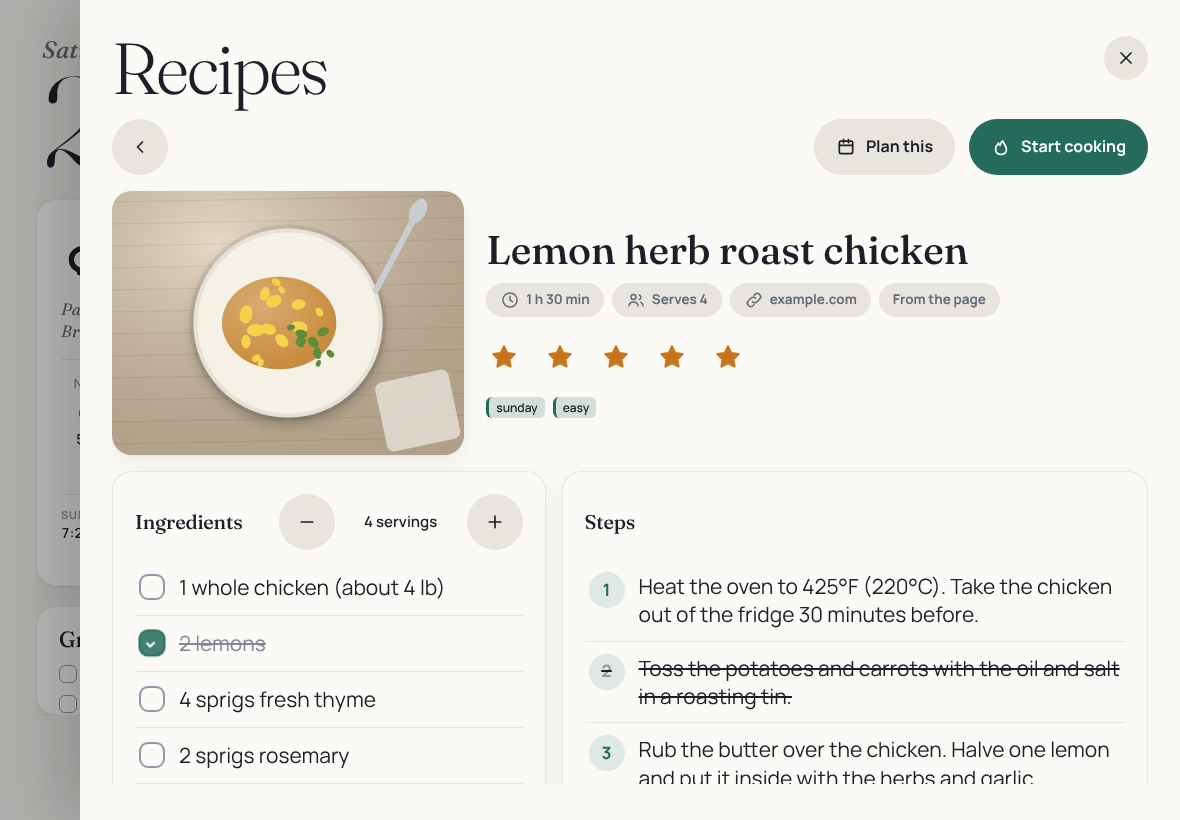 Recipes
Plan this
Start cooking
Lemon herb roast chicken
1 h 30 min
Serves 4
example.com
From the page
sunday
easy
Ingredients
4 servings
1 whole chicken (about 4 lb)
2 lemons
4 sprigs fresh thyme
2 sprigs rosemary
Steps
1
Heat the oven to 425°F (220°C). Take the chicken
out of the fridge 30 minutes before.
2
Toss the potatoes and carrots with the oil and salt
in a roasting tin.
3
Rub the butter over the chicken. Halve one lemon
and put it inside with the herbs and garlic